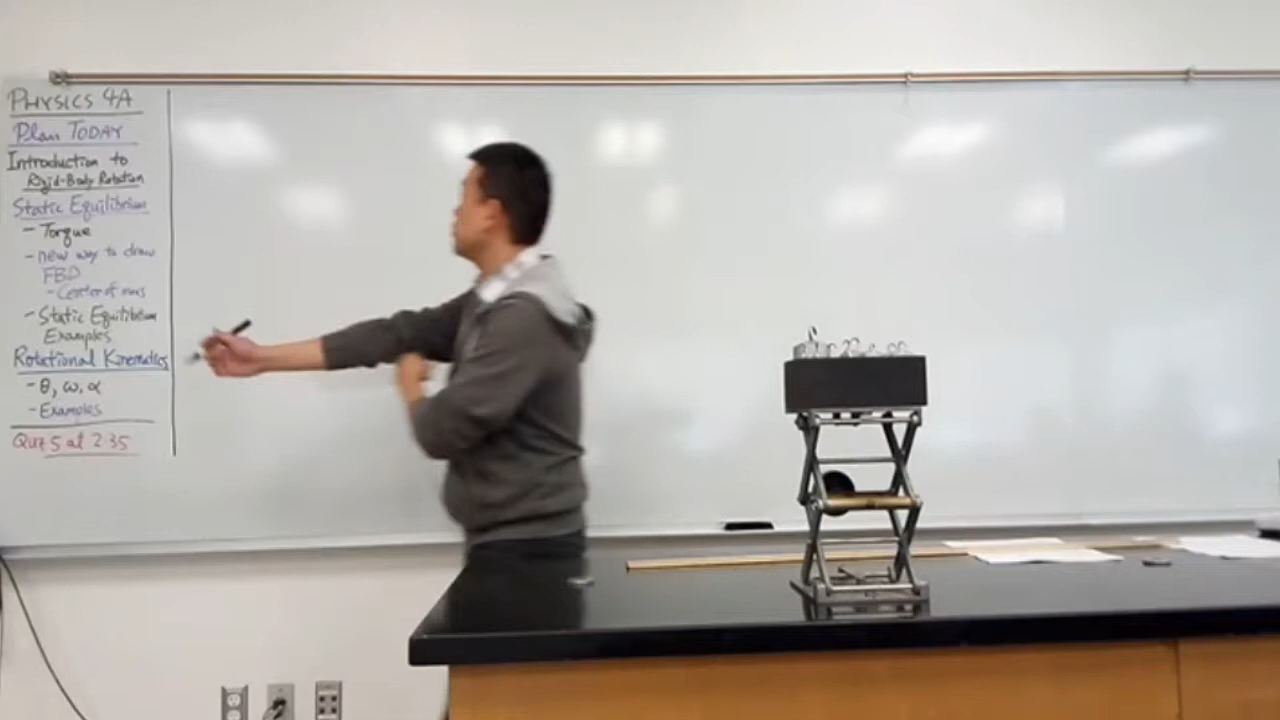 PHYSICS 4A
Plan TODAY
Introduction to
Rigid-Body Rotation
Static Equilibrium
- Torque
- new way to draw
FBD
- Center of mass
- Static Equilibrium
Examples
Rotational Kinematics
- θ, ω, α
- Examples
Quz 5 at 2:35